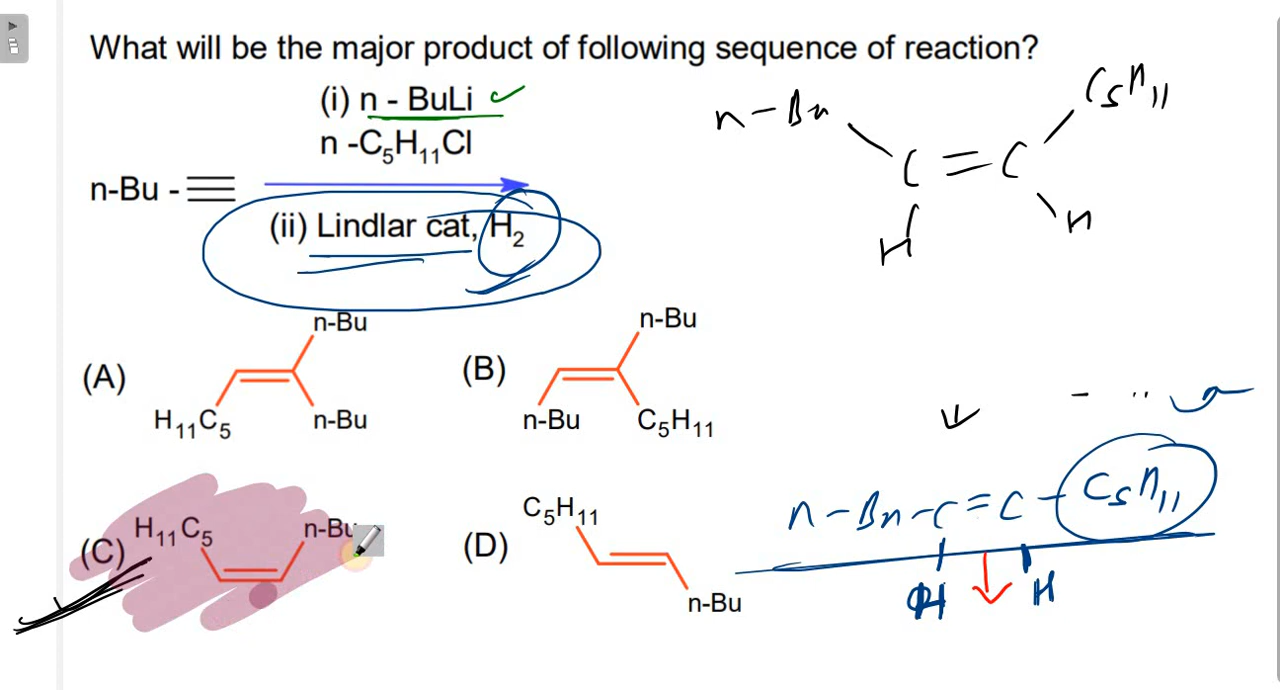 What will be the major product of following sequence of reaction?
(i) n - BuLi
n -C₅H₁₁Cl
n-Bu -
(ii) Lindlar cat, H₂
n-Bu
C₅H₁₁
C = C
H
H
(A)
n-Bu
H₁₁C₅
n-Bu
(B)
n-Bu
n-Bu
C₅H₁₁
n-Bu-C=C-C₅H₁₁
H
H
(C)
H₁₁C₅
n-Bu
(D)
C₅H₁₁
n-Bu